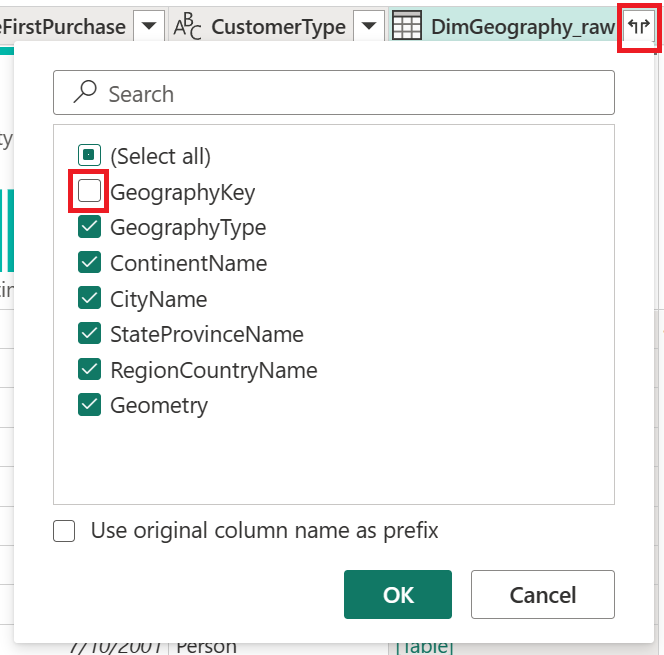 eFirstPurchase ABC CustomerType DimGeography_raw
Search
(Select all)
GeographyKey
GeographyType
ContinentName
CityName
StateProvinceName
RegionCountryName
Geometry
Use original column name as prefix
OK Cancel
7/10/2001 Person [Table]